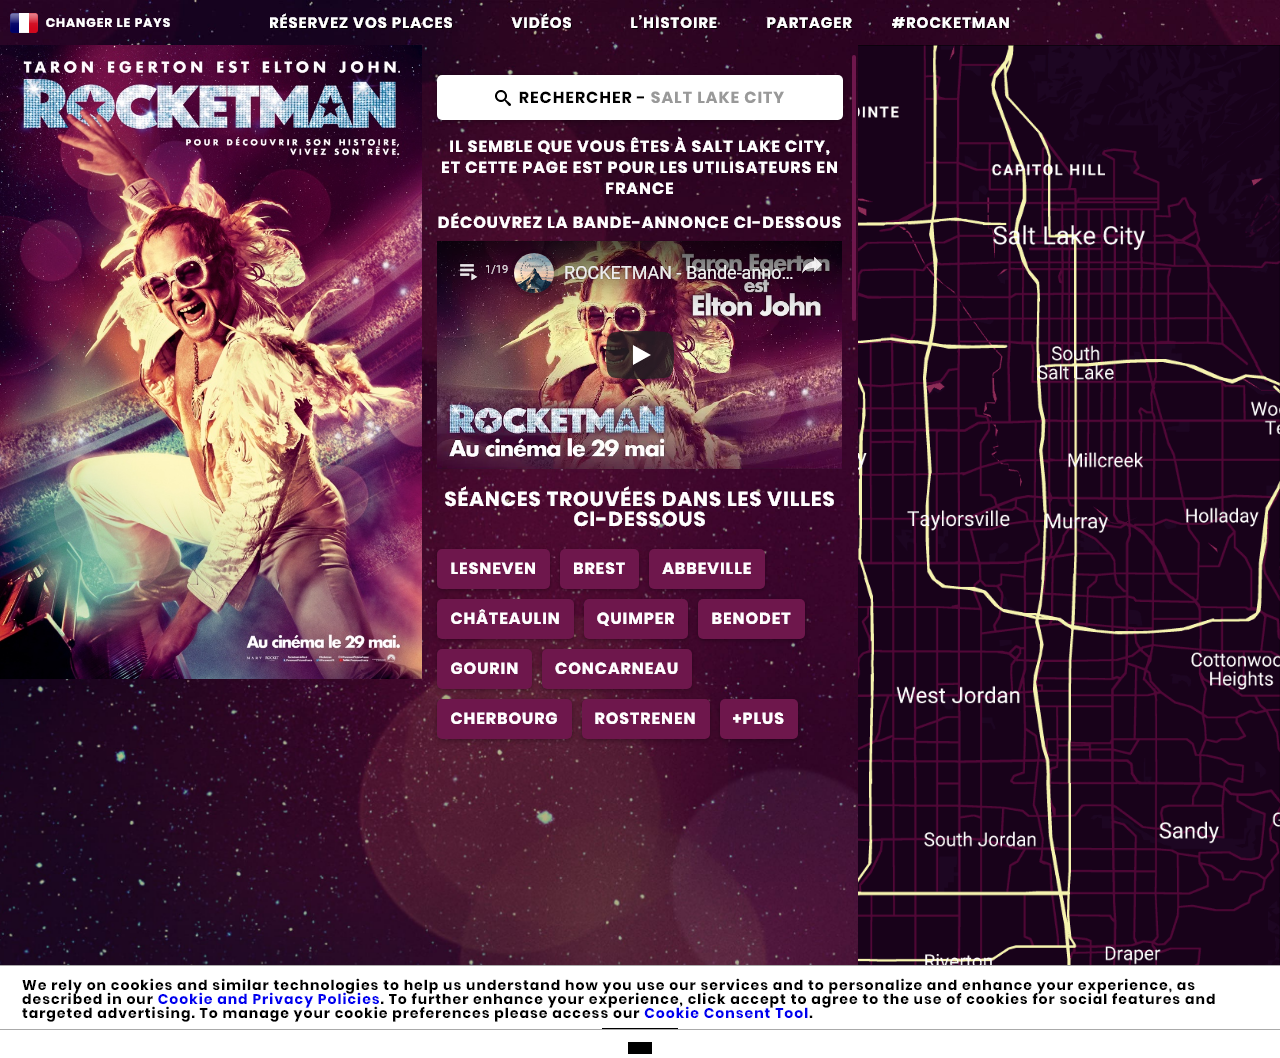 CHANGER LE PAYS
RÉSERVEZ VOS PLACES
VIDÉOS
L'HISTOIRE
PARTAGER
#ROCKETMAN
TARON EGERTON EST ELTON JOHN.
ROCKETMAN
POUR DÉCOUVRIR SON HISTOIRE,
VIVEZ SON RÊVE.
Au cinéma le 29 mai.
RECHERCHER - SALT LAKE CITY
IL SEMBLE QUE VOUS ÊTES À SALT LAKE CITY,
ET CETTE PAGE EST POUR LES UTILISATEURS EN
FRANCE
DÉCOUVREZ LA BANDE-ANNONCE CI-DESSOUS
1/19
ROCKETMAN - Bande-anno...
Taron Egerton
est
Elton John
ROCKETMAN
Au cinéma le 29 mai
SÉANCES TROUVÉES DANS LES VILLES
CI-DESSOUS
LESNEVEN
BREST
ABBEVILLE
CHÂTEAULIN
QUIMPER
BENODET
GOURIN
CONCARNEAU
CHERBOURG
ROSTRENEN
+PLUS
OINTE
CAPITOL HILL
Salt Lake City
South
Salt Lake
Millcreek
Taylorsville
Murray
Holladay
Cottonwoo
Heights
West Jordan
South Jordan
Sandy
Riverton
Draper
We rely on cookies and similar technologies to help us understand how you use our services and to personalize and enhance your experience, as
described in our Cookie and Privacy Policies. To further enhance your experience, click accept to agree to the use of cookies for social features and
targeted advertising. To manage your cookie preferences please access our Cookie Consent Tool.